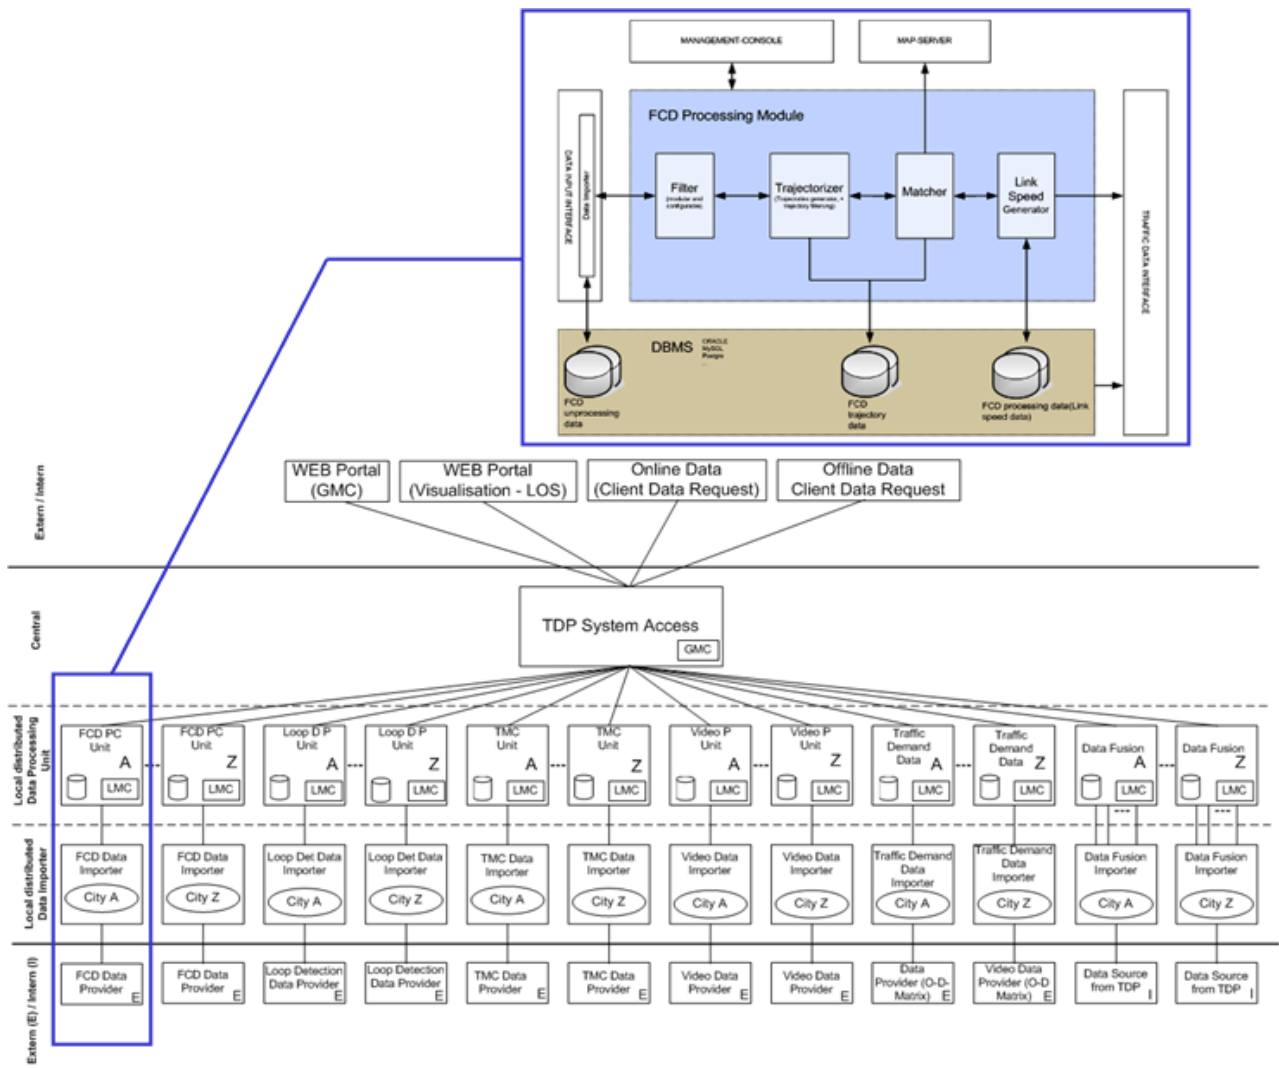 MANAGEMENT-CONSOLE
MAP-SERVER
FCD Processing Module
DATA INPUT INTERFACE
Data Importer
Filter
(modular and
configurable)
Trajectorizer
(Trajectories generator, +
trajectory filtering)
Matcher
Link
Speed
Generator
TRAFFIC DATA INTERFACE
DBMS
ORACLE
MySQL
Postgre
...
FCD
unprocessing
data
FCD
trajectory
data
FCD processing data(Link
speed data)
Extern / Intern
WEB Portal
(GMC)
WEB Portal
(Visualisation - LOS)
Online Data
(Client Data Request)
Offline Data
Client Data Request
Central
TDP System Access
GMC
Local distributed
Data Processing
Unit
FCD PC
Unit
A
LMC
FCD PC
Unit
Z
LMC
Loop D P
Unit
A
LMC
Loop D P
Unit
Z
LMC
TMC
Unit
A
LMC
TMC
Unit
Z
LMC
Video P
Unit
A
LMC
Video P
Unit
Z
LMC
Traffic
Demand
Data
A
LMC
Traffic
Demand
Data
Z
LMC
Data Fusion
A
LMC
Data Fusion
Z
LMC
Local distributed
Data Importer
FCD Data
Importer
City A
FCD Data
Importer
City Z
Loop Det Data
Importer
City A
Loop Det Data
Importer
City Z
TMC Data
Importer
City A
TMC Data
Importer
City Z
Video Data
Importer
City A
Video Data
Importer
City Z
Traffic Demand
Data
Importer
City A
Traffic Demand
Data
Importer
City Z
Data Fusion
Importer
City A
Data Fusion
Importer
City Z
Extern (E) / Intern (I)
FCD Data
Provider
E
FCD Data
Provider
E
Loop Detection
Data Provider
E
Loop Detection
Data Provider
E
TMC Data
Provider
E
TMC Data
Provider
E
Video Data
Provider
E
Video Data
Provider
E
Data
Provider (O-D-
Matrix)
E
Video Data
Provider (O-D
Matrix)
E
Data Source
from TDP
I
Data Source
from TDP
I